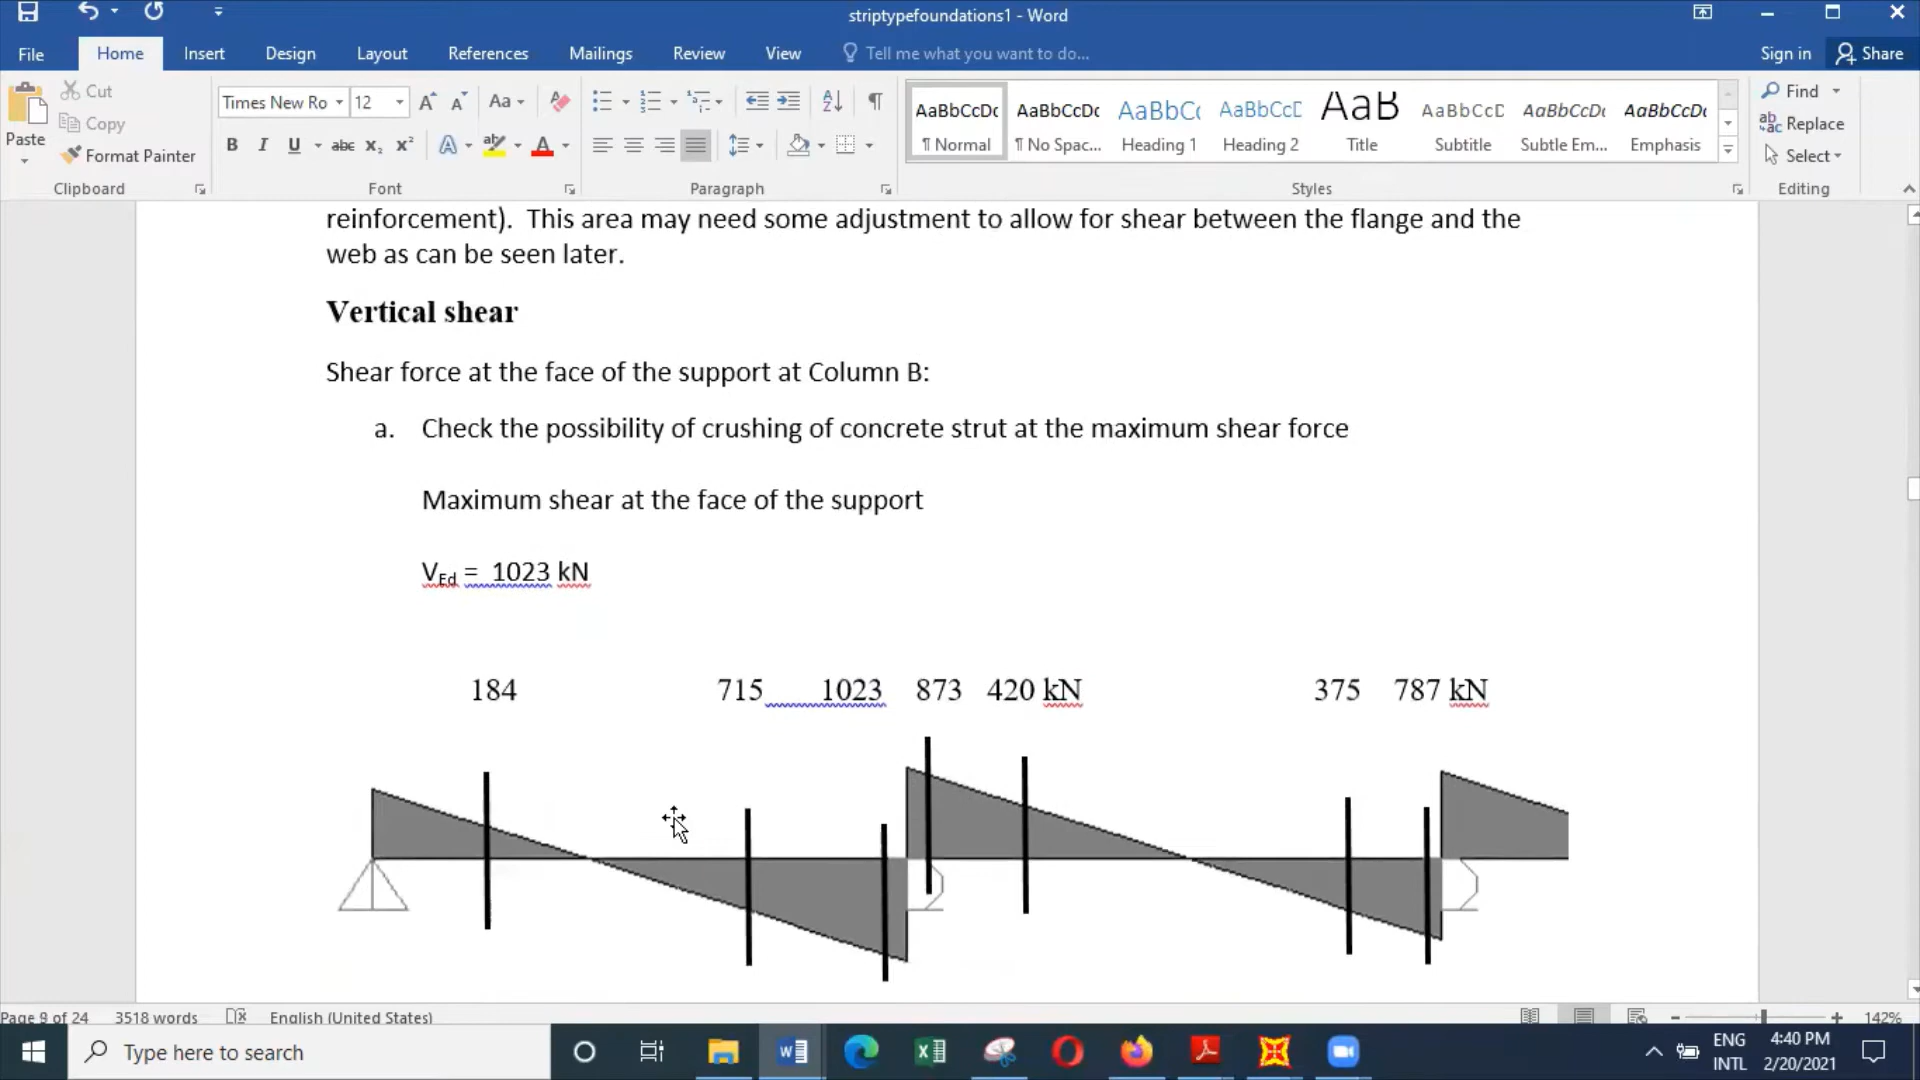 striptypefoundations1 - Word
File Home Insert Design Layout References Mailings Review View Tell me what you want to do... Sign in Share
Paste Cut Copy Format Painter Clipboard
Times New Ro 12 Aa
B I U abc X₂ X² A ab A
Font
Paragraph
AaBbCcDc AaBbCcDc AaBbCc AaBbCcD AaB AaBbCcD AaBbCcDc AaBbCcDc
¶ Normal ¶ No Spac... Heading 1 Heading 2 Title Subtitle Subtle Em... Emphasis
Styles
Find
Replace
Select
Editing
reinforcement). This area may need some adjustment to allow for shear between the flange and the
web as can be seen later.
Vertical shear
Shear force at the face of the support at Column B:
a. Check the possibility of crushing of concrete strut at the maximum shear force
Maximum shear at the face of the support
V_Ed = 1023 kN
184 715 1023 873 420 kN 375 787 kN
Page 9 of 24 3518 words English (United States) 142%
Type here to search
ENG 4:40 PM
INTL 2/20/2021